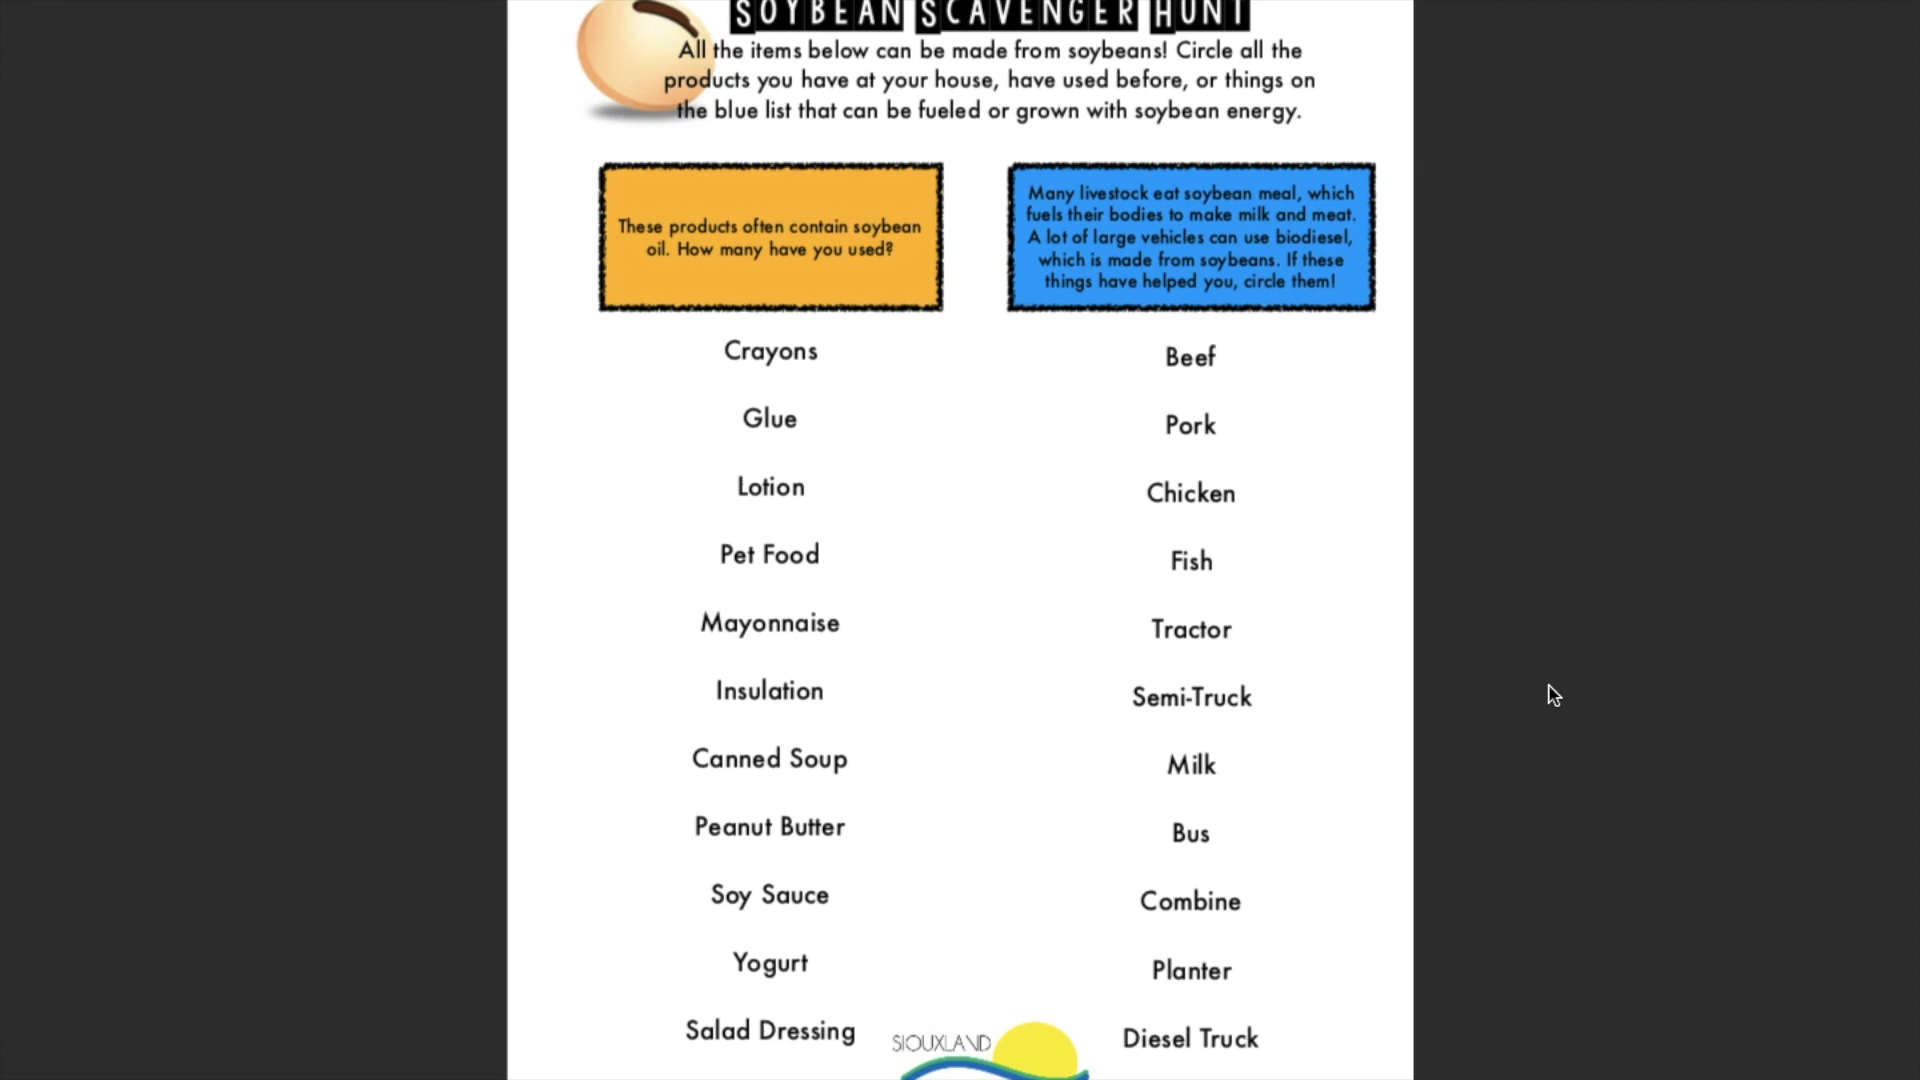 SOYBEAN SCAVENGER HUNT
All the items below can be made from soybeans! Circle all the
products you have at your house, have used before, or things on
the blue list that can be fueled or grown with soybean energy.
These products often contain soybean
oil. How many have you used?
Crayons
Glue
Lotion
Pet Food
Mayonnaise
Insulation
Canned Soup
Peanut Butter
Soy Sauce
Yogurt
Salad Dressing
Many livestock eat soybean meal, which
fuels their bodies to make milk and meat.
A lot of large vehicles can use biodiesel,
which is made from soybeans. If these
things have helped you, circle them!
Beef
Pork
Chicken
Fish
Tractor
Semi-Truck
Milk
Bus
Combine
Planter
Diesel Truck
SIOUXLAND